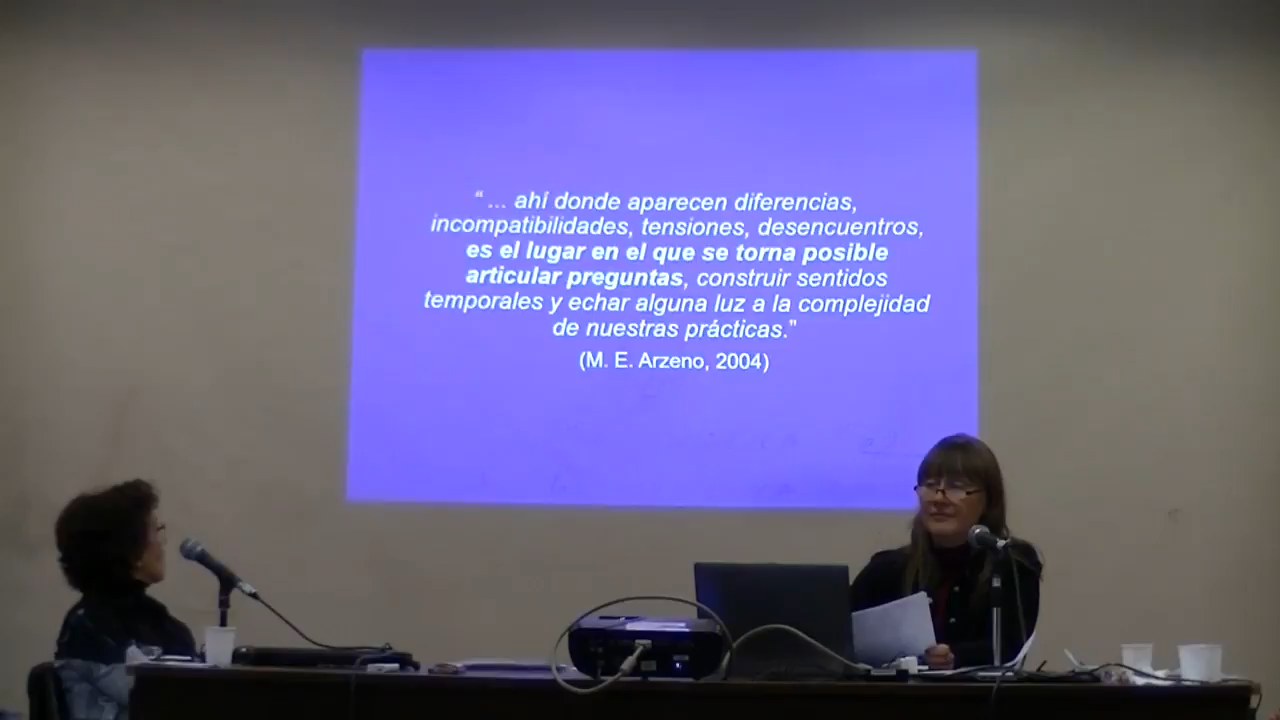 “ ... ahí donde aparecen diferencias,
incompatibilidades, tensiones, desencuentros,
es el lugar en el que se torna posible
articular preguntas, construir sentidos
temporales y echar alguna luz a la complejidad
de nuestras prácticas."
(M. E. Arzeno, 2004)